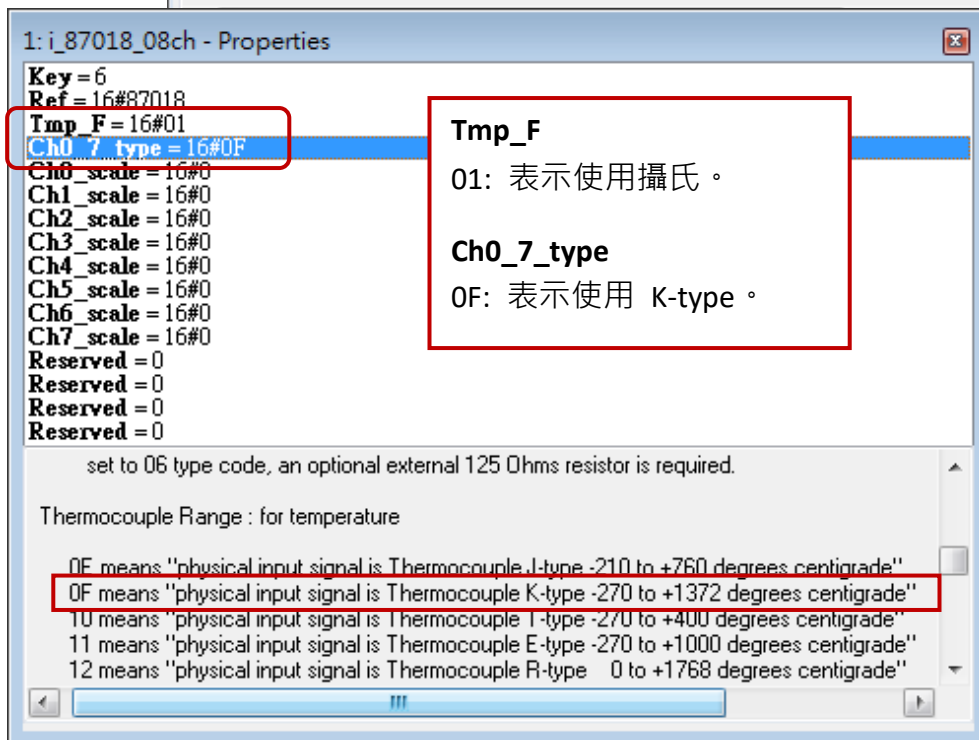 1: i_87018_08ch - Properties
Key = 6
Ref = 16#87018
Tmp_F = 16#01
Ch0_7_type = 16#0F
Ch0_scale = 16#0
Ch1_scale = 16#0
Ch2_scale = 16#0
Ch3_scale = 16#0
Ch4_scale = 16#0
Ch5_scale = 16#0
Ch6_scale = 16#0
Ch7_scale = 16#0
Reserved = 0
Reserved = 0
Reserved = 0
Reserved = 0
Tmp_F
01: 表示使用攝氏。
Ch0_7_type
0F: 表示使用 K-type。
set to 06 type code, an optional external 125 Ohms resistor is required.
Thermocouple Range : for temperature
0E means "physical input signal is Thermocouple J-type -210 to +760 degrees centigrade"
0F means "physical input signal is Thermocouple K-type -270 to +1372 degrees centigrade"
10 means "physical input signal is Thermocouple T-type -270 to +400 degrees centigrade"
11 means "physical input signal is Thermocouple E-type -270 to +1000 degrees centigrade"
12 means "physical input signal is Thermocouple R-type 0 to +1768 degrees centigrade"